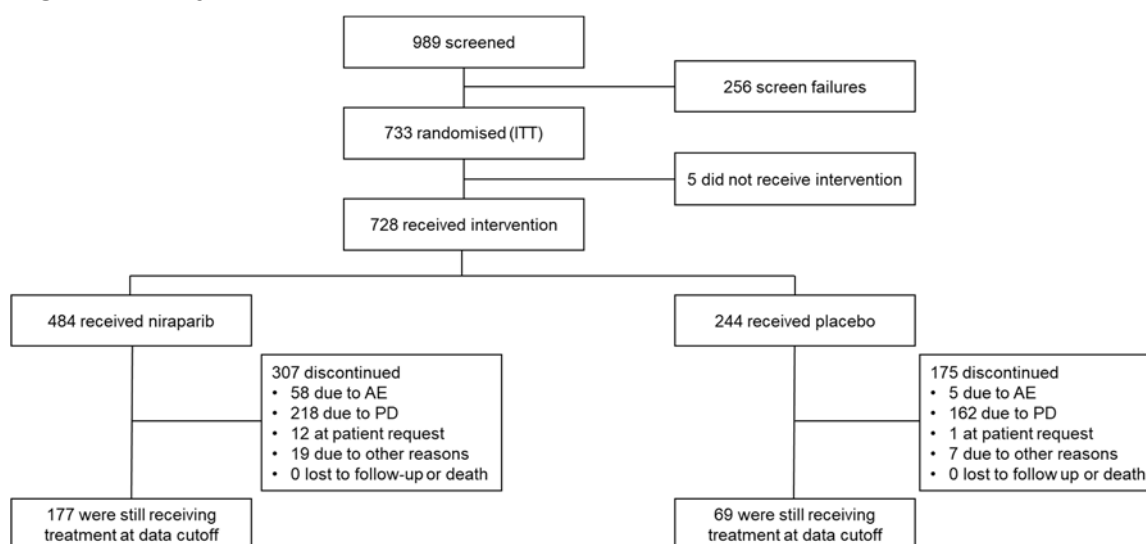 989 screened
256 screen failures
733 randomised (ITT)
5 did not receive intervention
728 received intervention
484 received niraparib
244 received placebo
307 discontinued
• 58 due to AE
• 218 due to PD
• 12 at patient request
• 19 due to other reasons
• 0 lost to follow-up or death
175 discontinued
• 5 due to AE
• 162 due to PD
• 1 at patient request
• 7 due to other reasons
• 0 lost to follow up or death
177 were still receiving
treatment at data cutoff
69 were still receiving
treatment at data cutoff